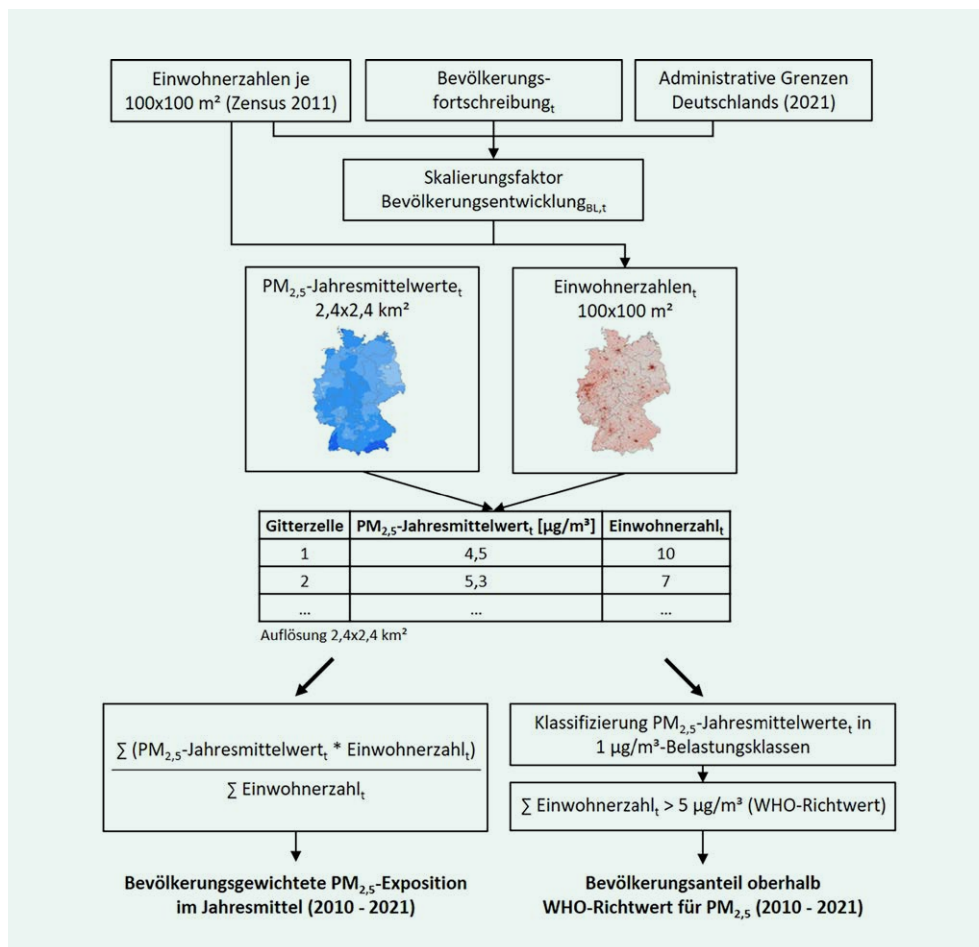 Einwohnerzahlen je
100x100 m² (Zensus 2011)
Bevölkerungs-
fortschreibungₜ
Administrative Grenzen
Deutschlands (2021)
Skalierungsfaktor
Bevölkerungsentwicklung BL,t
PM2,5-Jahresmittelwerteₜ
2,4x2,4 km²
Einwohnerzahlenₜ
100x100 m²
Gitterzelle PM2,5-Jahresmittelwertₜ [µg/m³] Einwohnerzahlₜ
1 4,5 10
2 5,3 7
... ... ...
Auflösung 2,4x2,4 km²
∑ (PM2,5-Jahresmittelwertₜ * Einwohnerzahlₜ)
∑ Einwohnerzahlₜ
Bevölkerungsgewichtete PM2,5-Exposition
im Jahresmittel (2010 - 2021)
Klassifizierung PM2,5-Jahresmittelwerteₜ in
1 µg/m³-Belastungsklassen
∑ Einwohnerzahlₜ > 5 µg/m³ (WHO-Richtwert)
Bevölkerungsanteil oberhalb
WHO-Richtwert für PM2,5 (2010 - 2021)